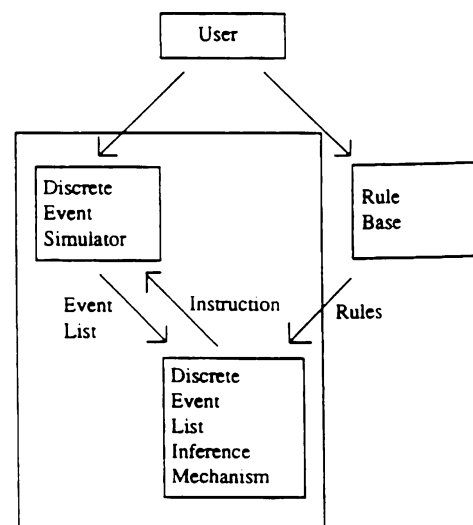 User
Discrete
Event
Simulator
Rule
Base
Event
List
Instruction
Rules
Discrete
Event
List
Inference
Mechanism